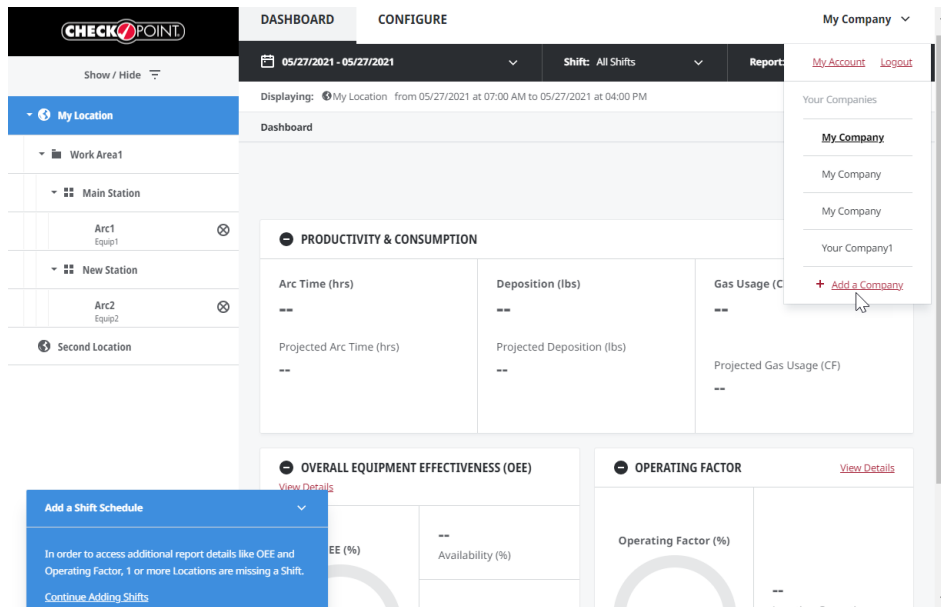 CHECK POINT
DASHBOARD
CONFIGURE
My Company
Show / Hide
05/27/2021 - 05/27/2021
Shift: All Shifts
Report:
My Account
Logout
Displaying: My Location from 05/27/2021 at 07:00 AM to 05/27/2021 at 04:00 PM
Your Companies
My Company
My Company
My Company
Your Company1
+ Add a Company
Dashboard
My Location
Work Area1
Main Station
Arc1
Equip1
New Station
Arc2
Equip2
Second Location
PRODUCTIVITY & CONSUMPTION
Arc Time (hrs)
--
Projected Arc Time (hrs)
--
Deposition (lbs)
--
Projected Deposition (lbs)
--
Gas Usage (C
--
Projected Gas Usage (CF)
--
OVERALL EQUIPMENT EFFECTIVENESS (OEE)
View Details
EE (%)
--
Availability (%)
OPERATING FACTOR
View Details
Operating Factor (%)
--
Add a Shift Schedule
In order to access additional report details like OEE and
Operating Factor, 1 or more Locations are missing a Shift.
Continue Adding Shifts